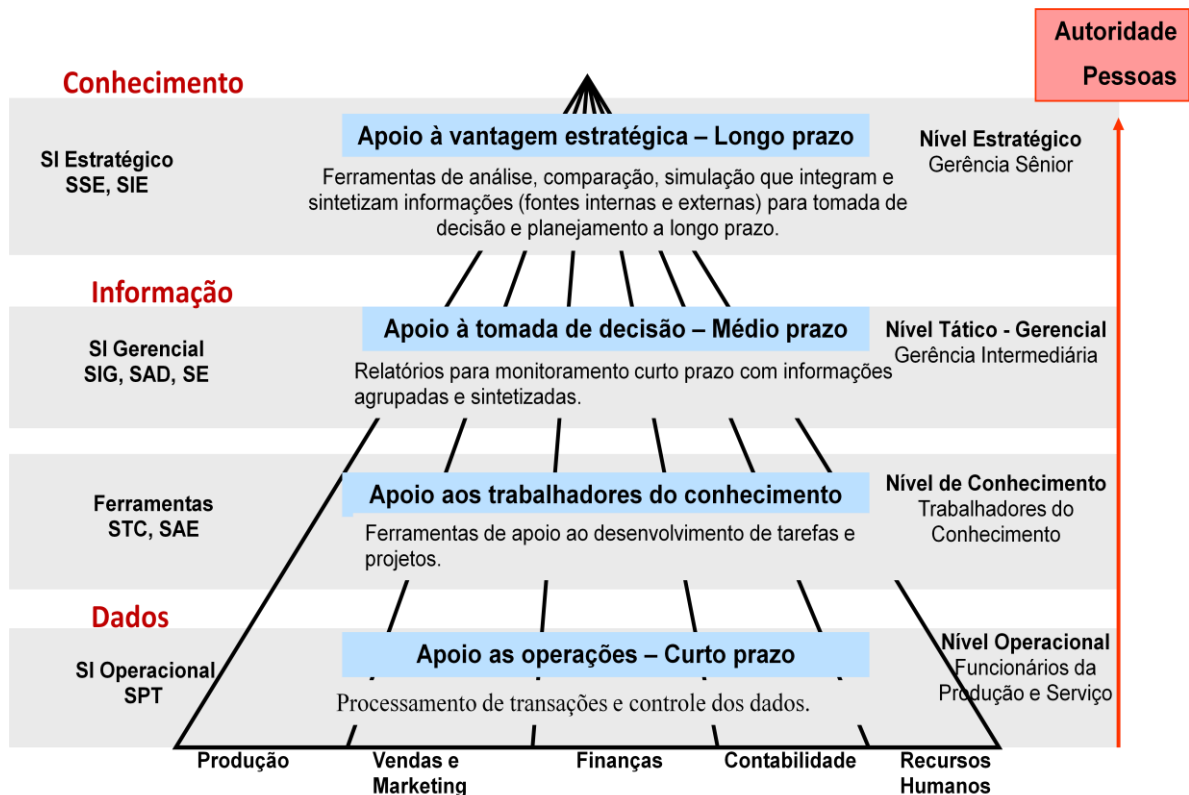 Autoridade
Pessoas
Conhecimento
SI Estratégico
SSE, SIE
Apoio à vantagem estratégica – Longo prazo
Ferramentas de análise, comparação, simulação que integram e
sintetizam informações (fontes internas e externas) para tomada de
decisão e planejamento a longo prazo.
Nível Estratégico
Gerência Sênior
Informação
SI Gerencial
SIG, SAD, SE
Apoio à tomada de decisão – Médio prazo
Relatórios para monitoramento curto prazo com informações
agrupadas e sintetizadas.
Nível Tático - Gerencial
Gerência Intermediária
Ferramentas
STC, SAE
Apoio aos trabalhadores do conhecimento
Ferramentas de apoio ao desenvolvimento de tarefas e
projetos.
Nível de Conhecimento
Trabalhadores do
Conhecimento
Dados
SI Operacional
SPT
Apoio as operações – Curto prazo
Processamento de transações e controle dos dados.
Nível Operacional
Funcionários da
Produção e Serviço
Produção
Vendas e
Marketing
Finanças
Contabilidade
Recursos
Humanos